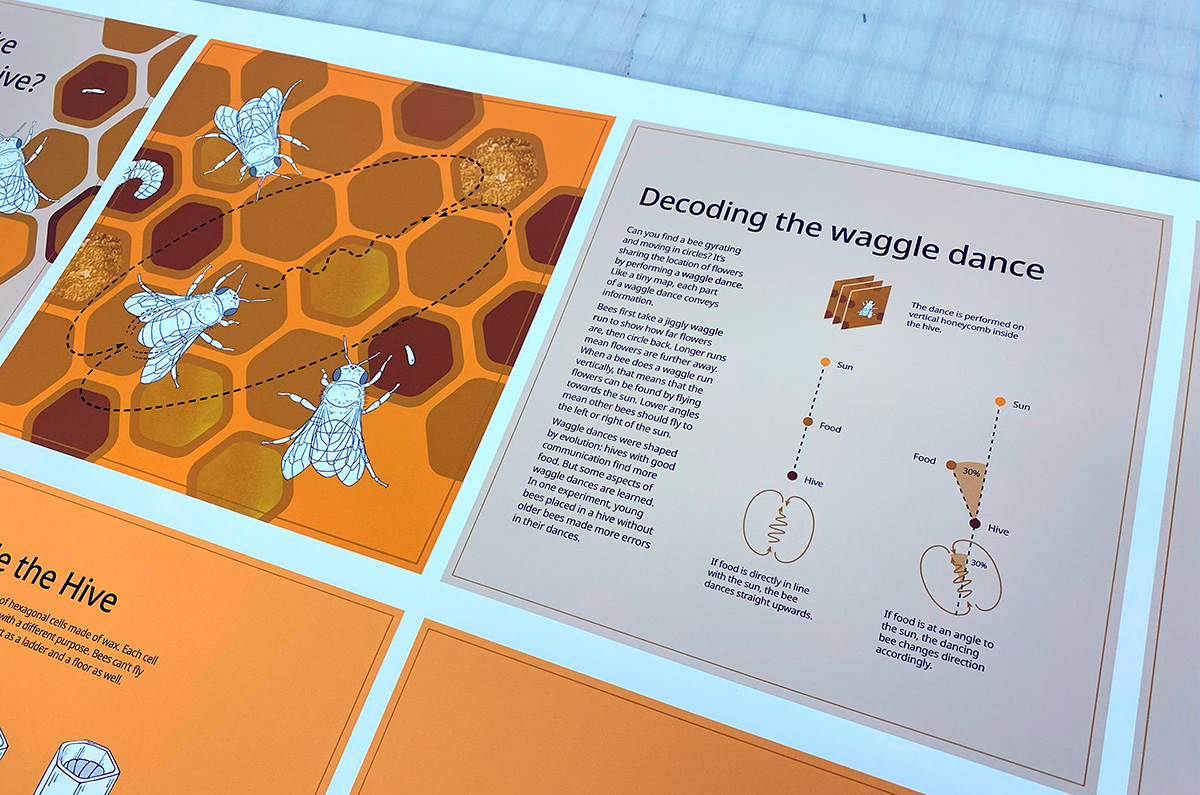 ke
ive?
Decoding the waggle dance
Can you find a bee gyrating
and moving in circles? It's
sharing the location of flowers
by performing a waggle dance.
Like a tiny map, each part
of a waggle dance conveys
information.
Bees first take a jiggly waggle
run to show how far flowers
are, then circle back. Longer runs
mean flowers are further away.
When a bee does a waggle run
vertically, that means that the
flowers can be found by flying
towards the sun. Lower angles
mean other bees should fly to
the left or right of the sun.
Waggle dances were shaped
by evolution: hives with good
communication find more
food. But some aspects of
waggle dances are learned.
In one experiment, young
bees placed in a hive without
older bees made more errors
in their dances.
The dance is performed on
vertical honeycomb inside
the hive.
Sun
Food
Hive
If food is directly in line
with the sun, the bee
dances straight upwards.
Sun
Food
30%
Hive
30%
If food is at an angle to
the sun, the dancing
bee changes direction
accordingly.
e the Hive
of hexagonal cells made of wax. Each cell
with a different purpose. Bees can't fly
rt as a ladder and a floor as well.